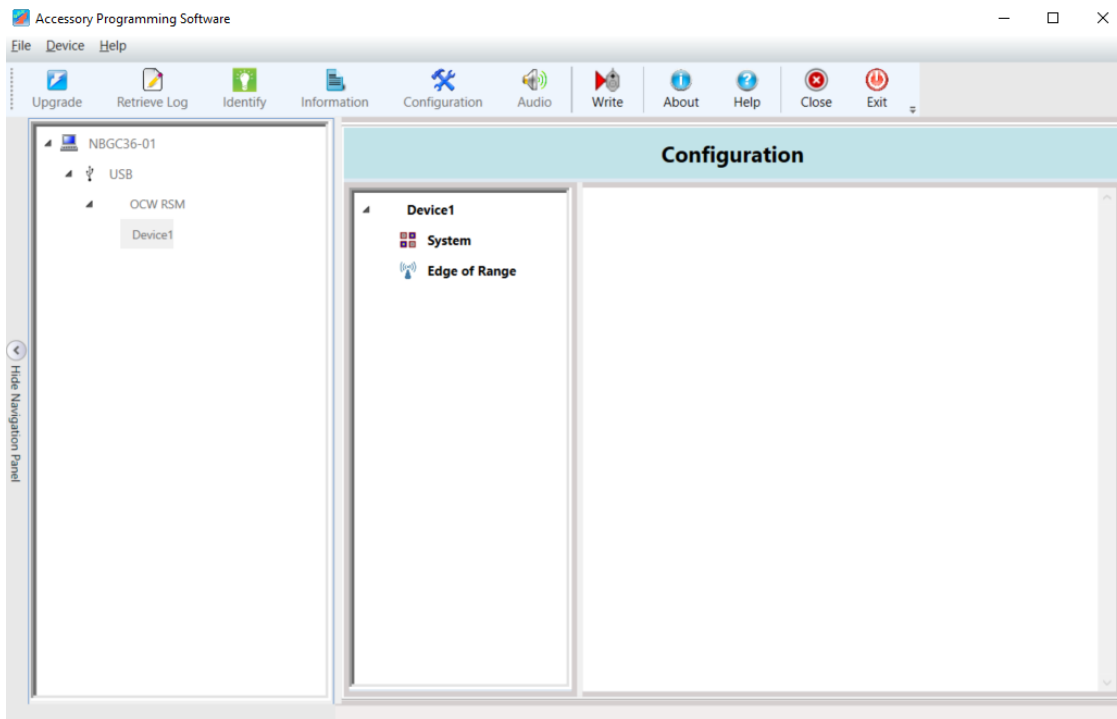 Accessory Programming Software
File Device Help
Upgrade Retrieve Log Identify Information Configuration Audio Write About Help Close Exit
Hide Navigation Panel
NBGC36-01
USB
OCW RSM
Device1
Configuration
Device1
System
Edge of Range